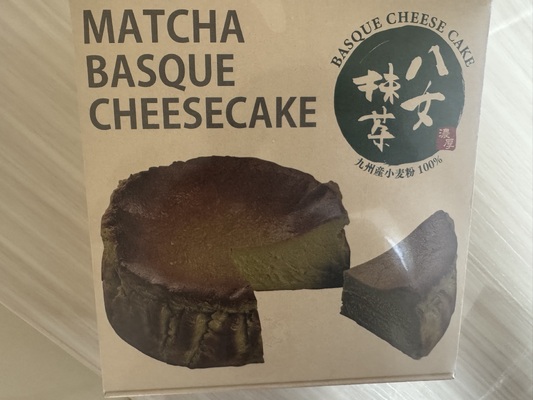 MATCHA
BASQUE
CHEESECAKE
BASQUE CHEESE CAKE
八女
抹茶
濃厚
九州産小麦粉100%